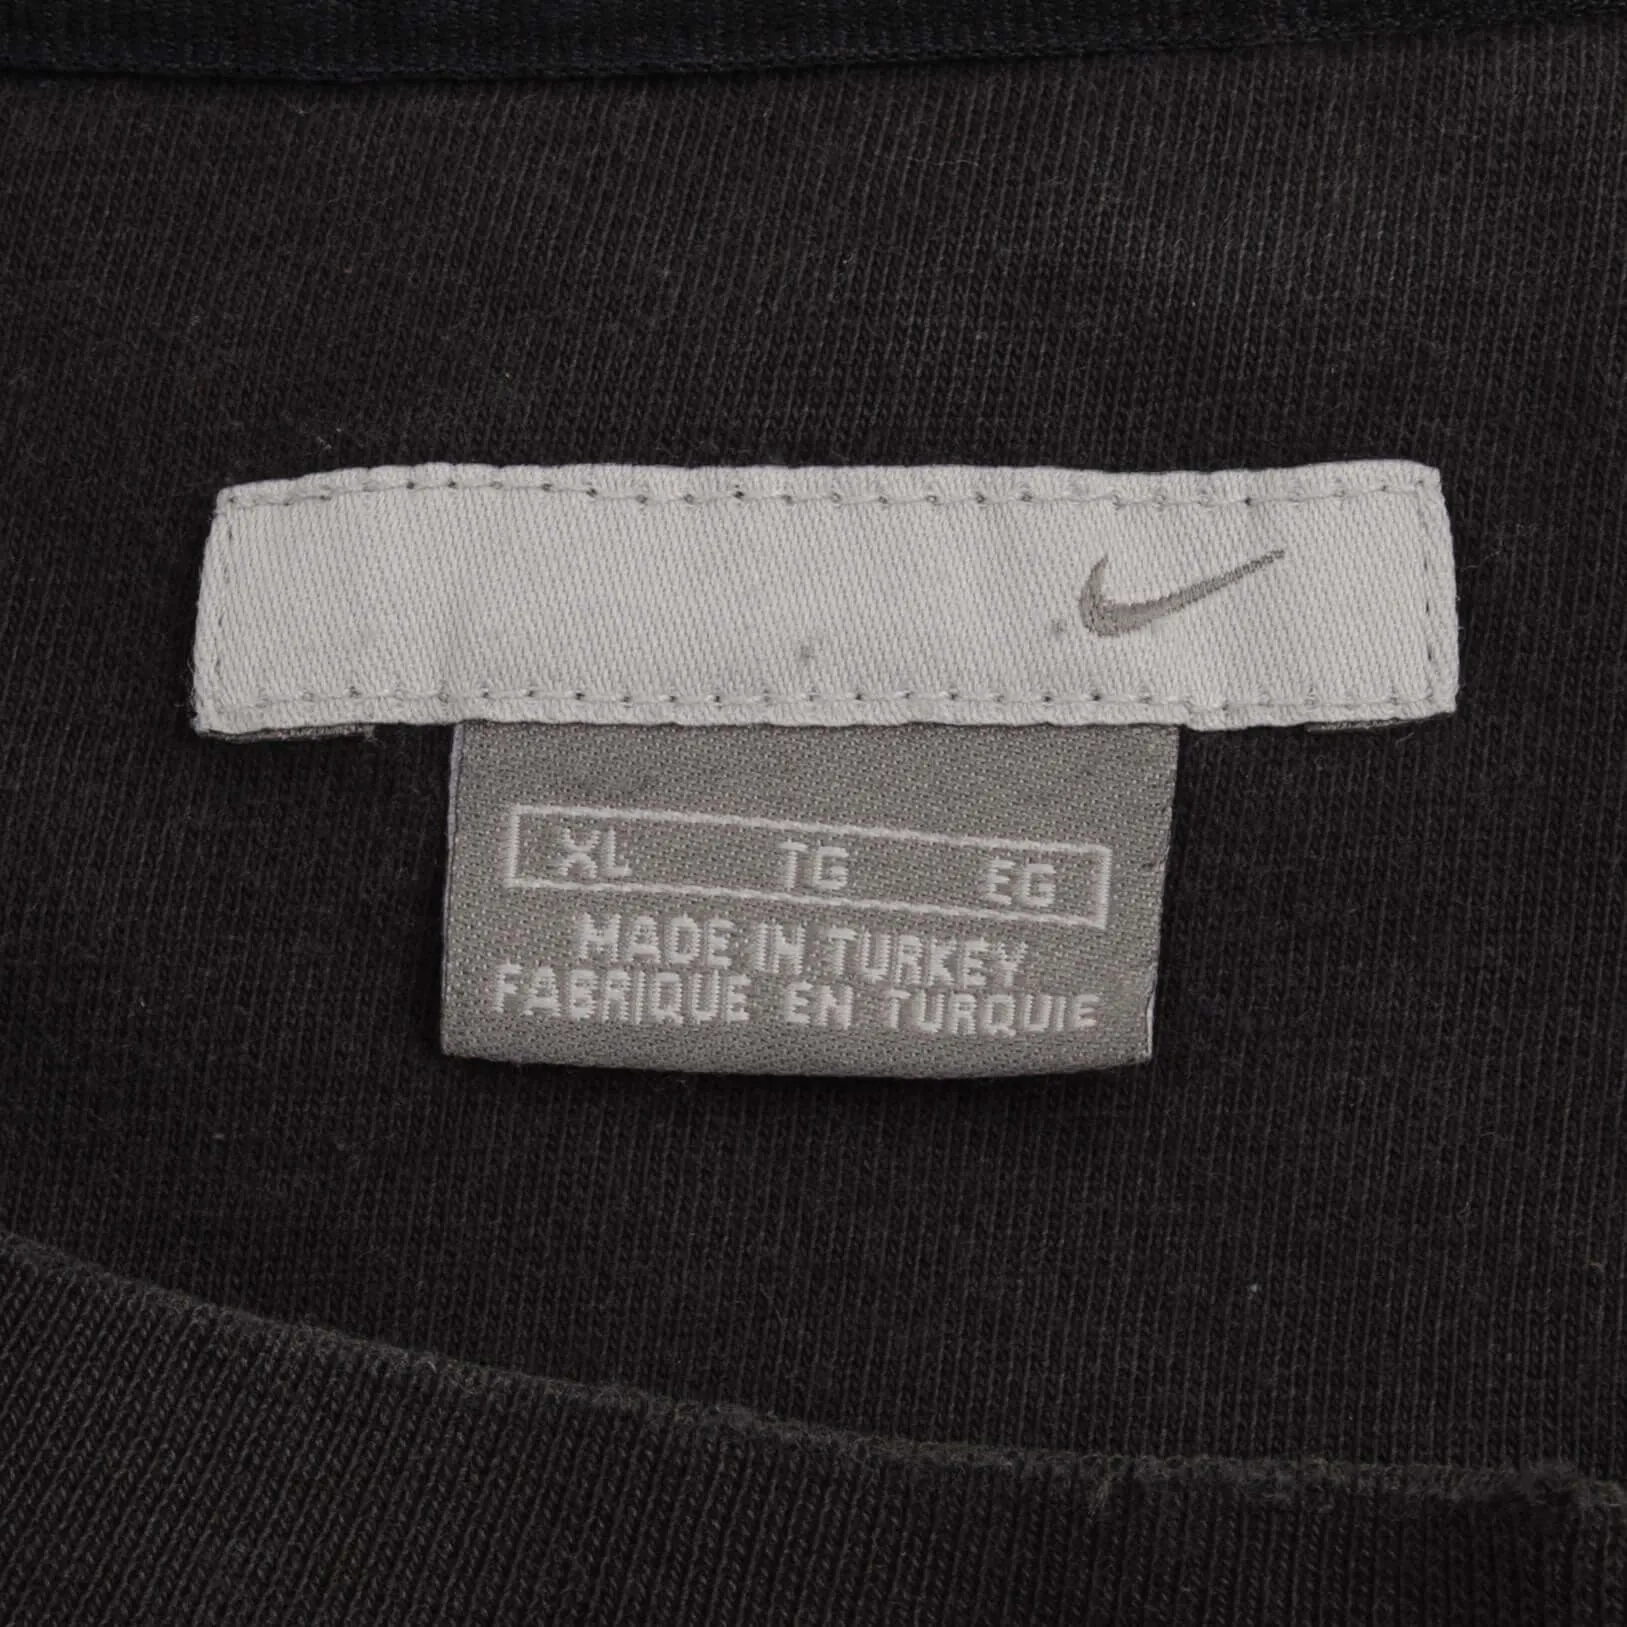 XL TG EG
MADE IN TURKEY
FABRIQUE EN TURQUIE